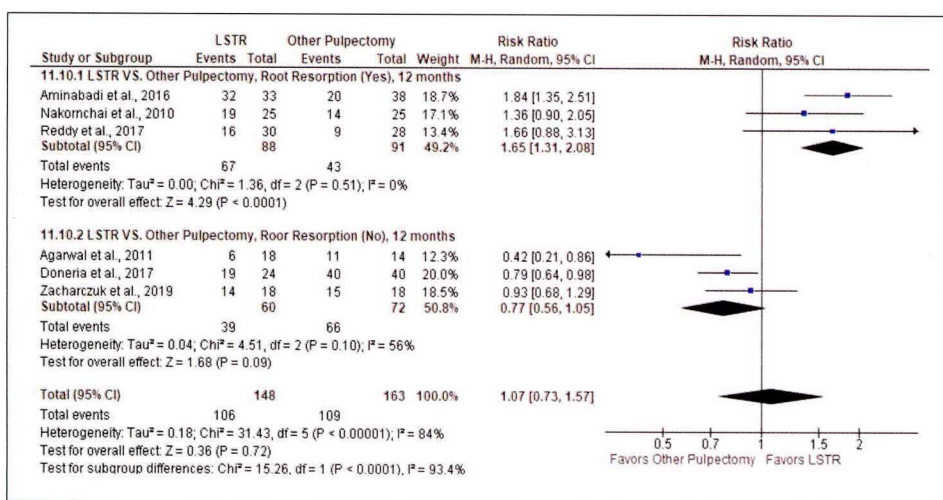 LSTR Other Pulpectomy Risk Ratio Risk Ratio
Study or Subgroup Events Total Events Total Weight M-H, Random, 95% CI M-H, Random, 95% CI
11.10.1 LSTR VS. Other Pulpectomy, Root Resorption (Yes), 12 months
Aminabadi et al., 2016 32 33 20 38 18.7% 1.84 [1.35, 2.51]
Nakornchai et al., 2010 19 25 14 25 17.1% 1.36 [0.90, 2.05]
Reddy et al., 2017 16 30 9 28 13.4% 1.66 [0.88, 3.13]
Subtotal (95% CI) 88 91 49.2% 1.65 [1.31, 2.08]
Total events 67 43
Heterogeneity: Tau² = 0.00; Chi² = 1.36, df = 2 (P = 0.51); I² = 0%
Test for overall effect: Z = 4.29 (P < 0.0001)
11.10.2 LSTR VS. Other Pulpectomy, Roor Resorption (No), 12 months
Agarwal et al., 2011 6 18 11 14 12.3% 0.42 [0.21, 0.86]
Doneria et al., 2017 19 24 40 40 20.0% 0.79 [0.64, 0.98]
Zacharczuk et al., 2019 14 18 15 18 18.5% 0.93 [0.68, 1.29]
Subtotal (95% CI) 60 72 50.8% 0.77 [0.56, 1.05]
Total events 39 66
Heterogeneity: Tau² = 0.04; Chi² = 4.51, df = 2 (P = 0.10); I² = 56%
Test for overall effect: Z = 1.68 (P = 0.09)
Total (95% CI) 148 163 100.0% 1.07 [0.73, 1.57]
Total events 106 109
Heterogeneity: Tau² = 0.18; Chi² = 31.43, df = 5 (P < 0.00001); I² = 84%
Test for overall effect: Z = 0.36 (P = 0.72)
Test for subgroup differences: Chi² = 15.26, df = 1 (P < 0.0001), I² = 93.4%
0.5 0.7 1 1.5 2
Favors Other Pulpectomy Favors LSTR